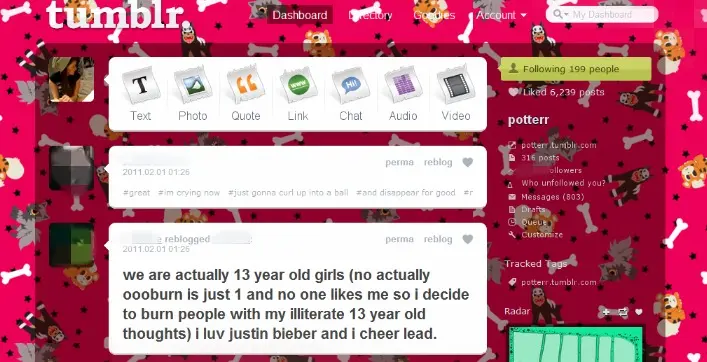 tumblr.
Dashboard Directory Goodies Account
My Dashboard
Following 199 people
Text Photo Quote Link Chat Audio Video
Liked 6,239 posts
potterr
potterr.tumblr.com
316 posts
followers
Who unfollowed you?
Messages (803)
Drafts
Queue
Customize
perma reblog
2011.02.01 01:26
#great #im crying now #just gonna curl up into a ball #and disappear for good #r
reblogged
perma reblog
2011.02.01 01:26
we are actually 13 year old girls (no actually
oooburn is just 1 and no one likes me so i decide
to burn people with my illiterate 13 year old
thoughts) i luv justin bieber and i cheer lead.
Tracked Tags
potterr.tumblr.com
Radar